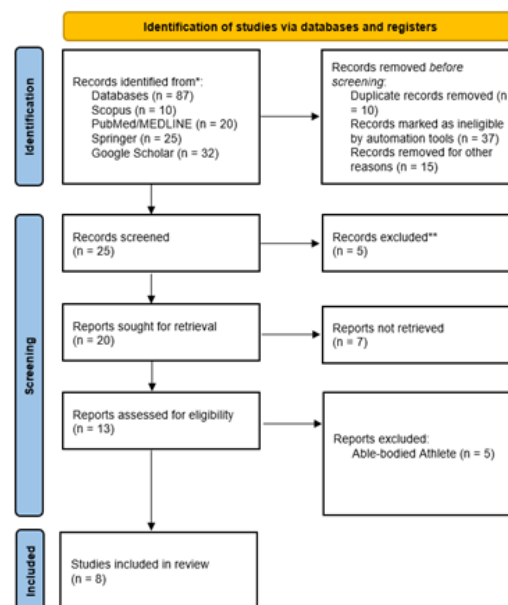 Identification of studies via databases and registers
Identification
Records identified from*:
Databases (n = 87)
Scopus (n = 10)
PubMed/MEDLINE (n = 20)
Springer (n = 25)
Google Scholar (n = 32)
Records removed before
screening:
Duplicate records removed (n
= 10)
Records marked as ineligible
by automation tools (n = 37)
Records removed for other
reasons (n = 15)
Screening
Records screened
(n = 25)
Records excluded**
(n = 5)
Reports sought for retrieval
(n = 20)
Reports not retrieved
(n = 7)
Reports assessed for eligibility
(n = 13)
Reports excluded:
Able-bodied Athlete (n = 5)
Included
Studies included in review
(n = 8)